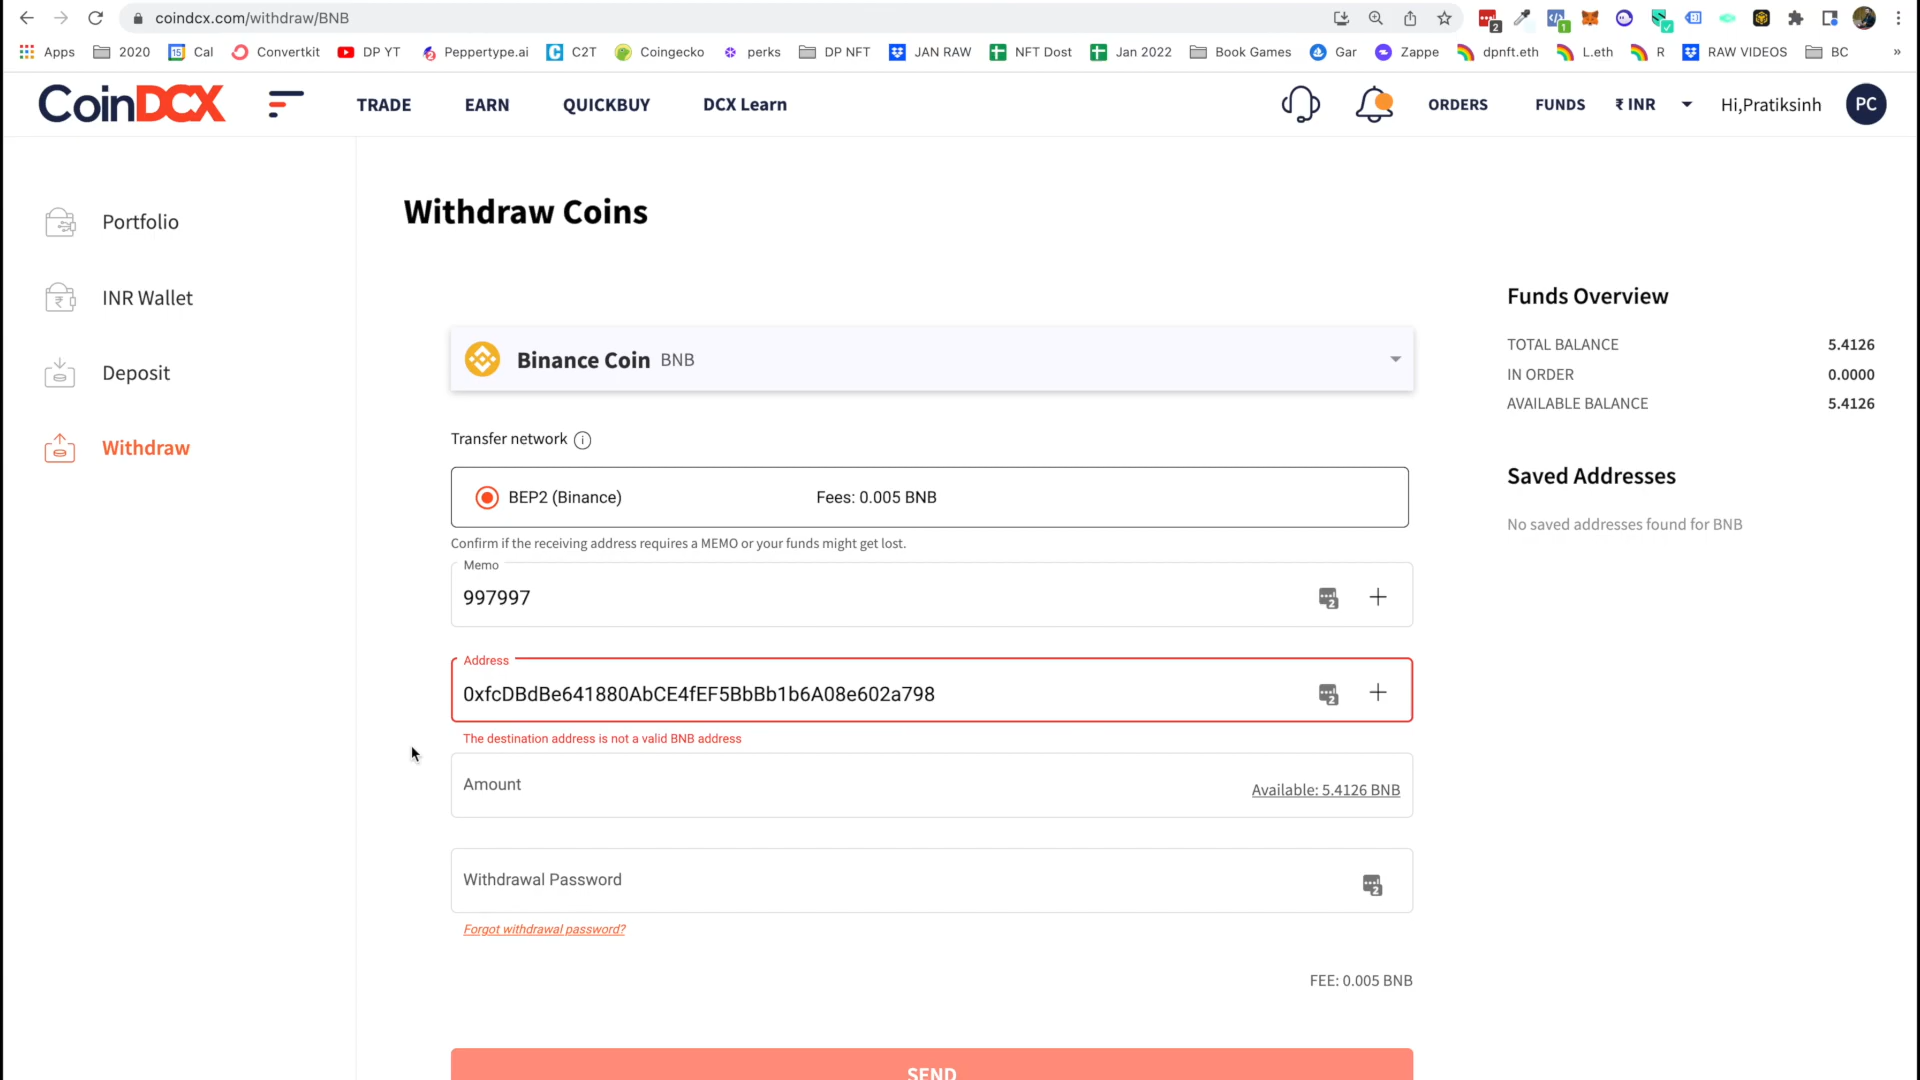 coindcx.com/withdraw/BNB
2
1
Apps 2020 15 Cal Convertkit DP YT Peppertype.ai C2T Coingecko perks DP NFT JAN RAW NFT Dost Jan 2022 Book Games Gar Zappe dpnft.eth L.eth R RAW VIDEOS BC »
CoinDCX TRADE EARN QUICKBUY DCX Learn ORDERS FUNDS ₹ INR Hi,Pratiksinh PC
Portfolio
INR Wallet
Deposit
Withdraw
Withdraw Coins
Binance Coin BNB
Transfer network i
BEP2 (Binance) Fees: 0.005 BNB
Confirm if the receiving address requires a MEMO or your funds might get lost.
Memo
997997 2
Address
0xfcDBdBe641880AbCE4fEF5BbBb1b6A08e602a798 2
The destination address is not a valid BNB address
Amount Available: 5.4126 BNB
Withdrawal Password 2
Forgot withdrawal password?
FEE: 0.005 BNB
SEND
Funds Overview
TOTAL BALANCE 5.4126
IN ORDER 0.0000
AVAILABLE BALANCE 5.4126
Saved Addresses
No saved addresses found for BNB